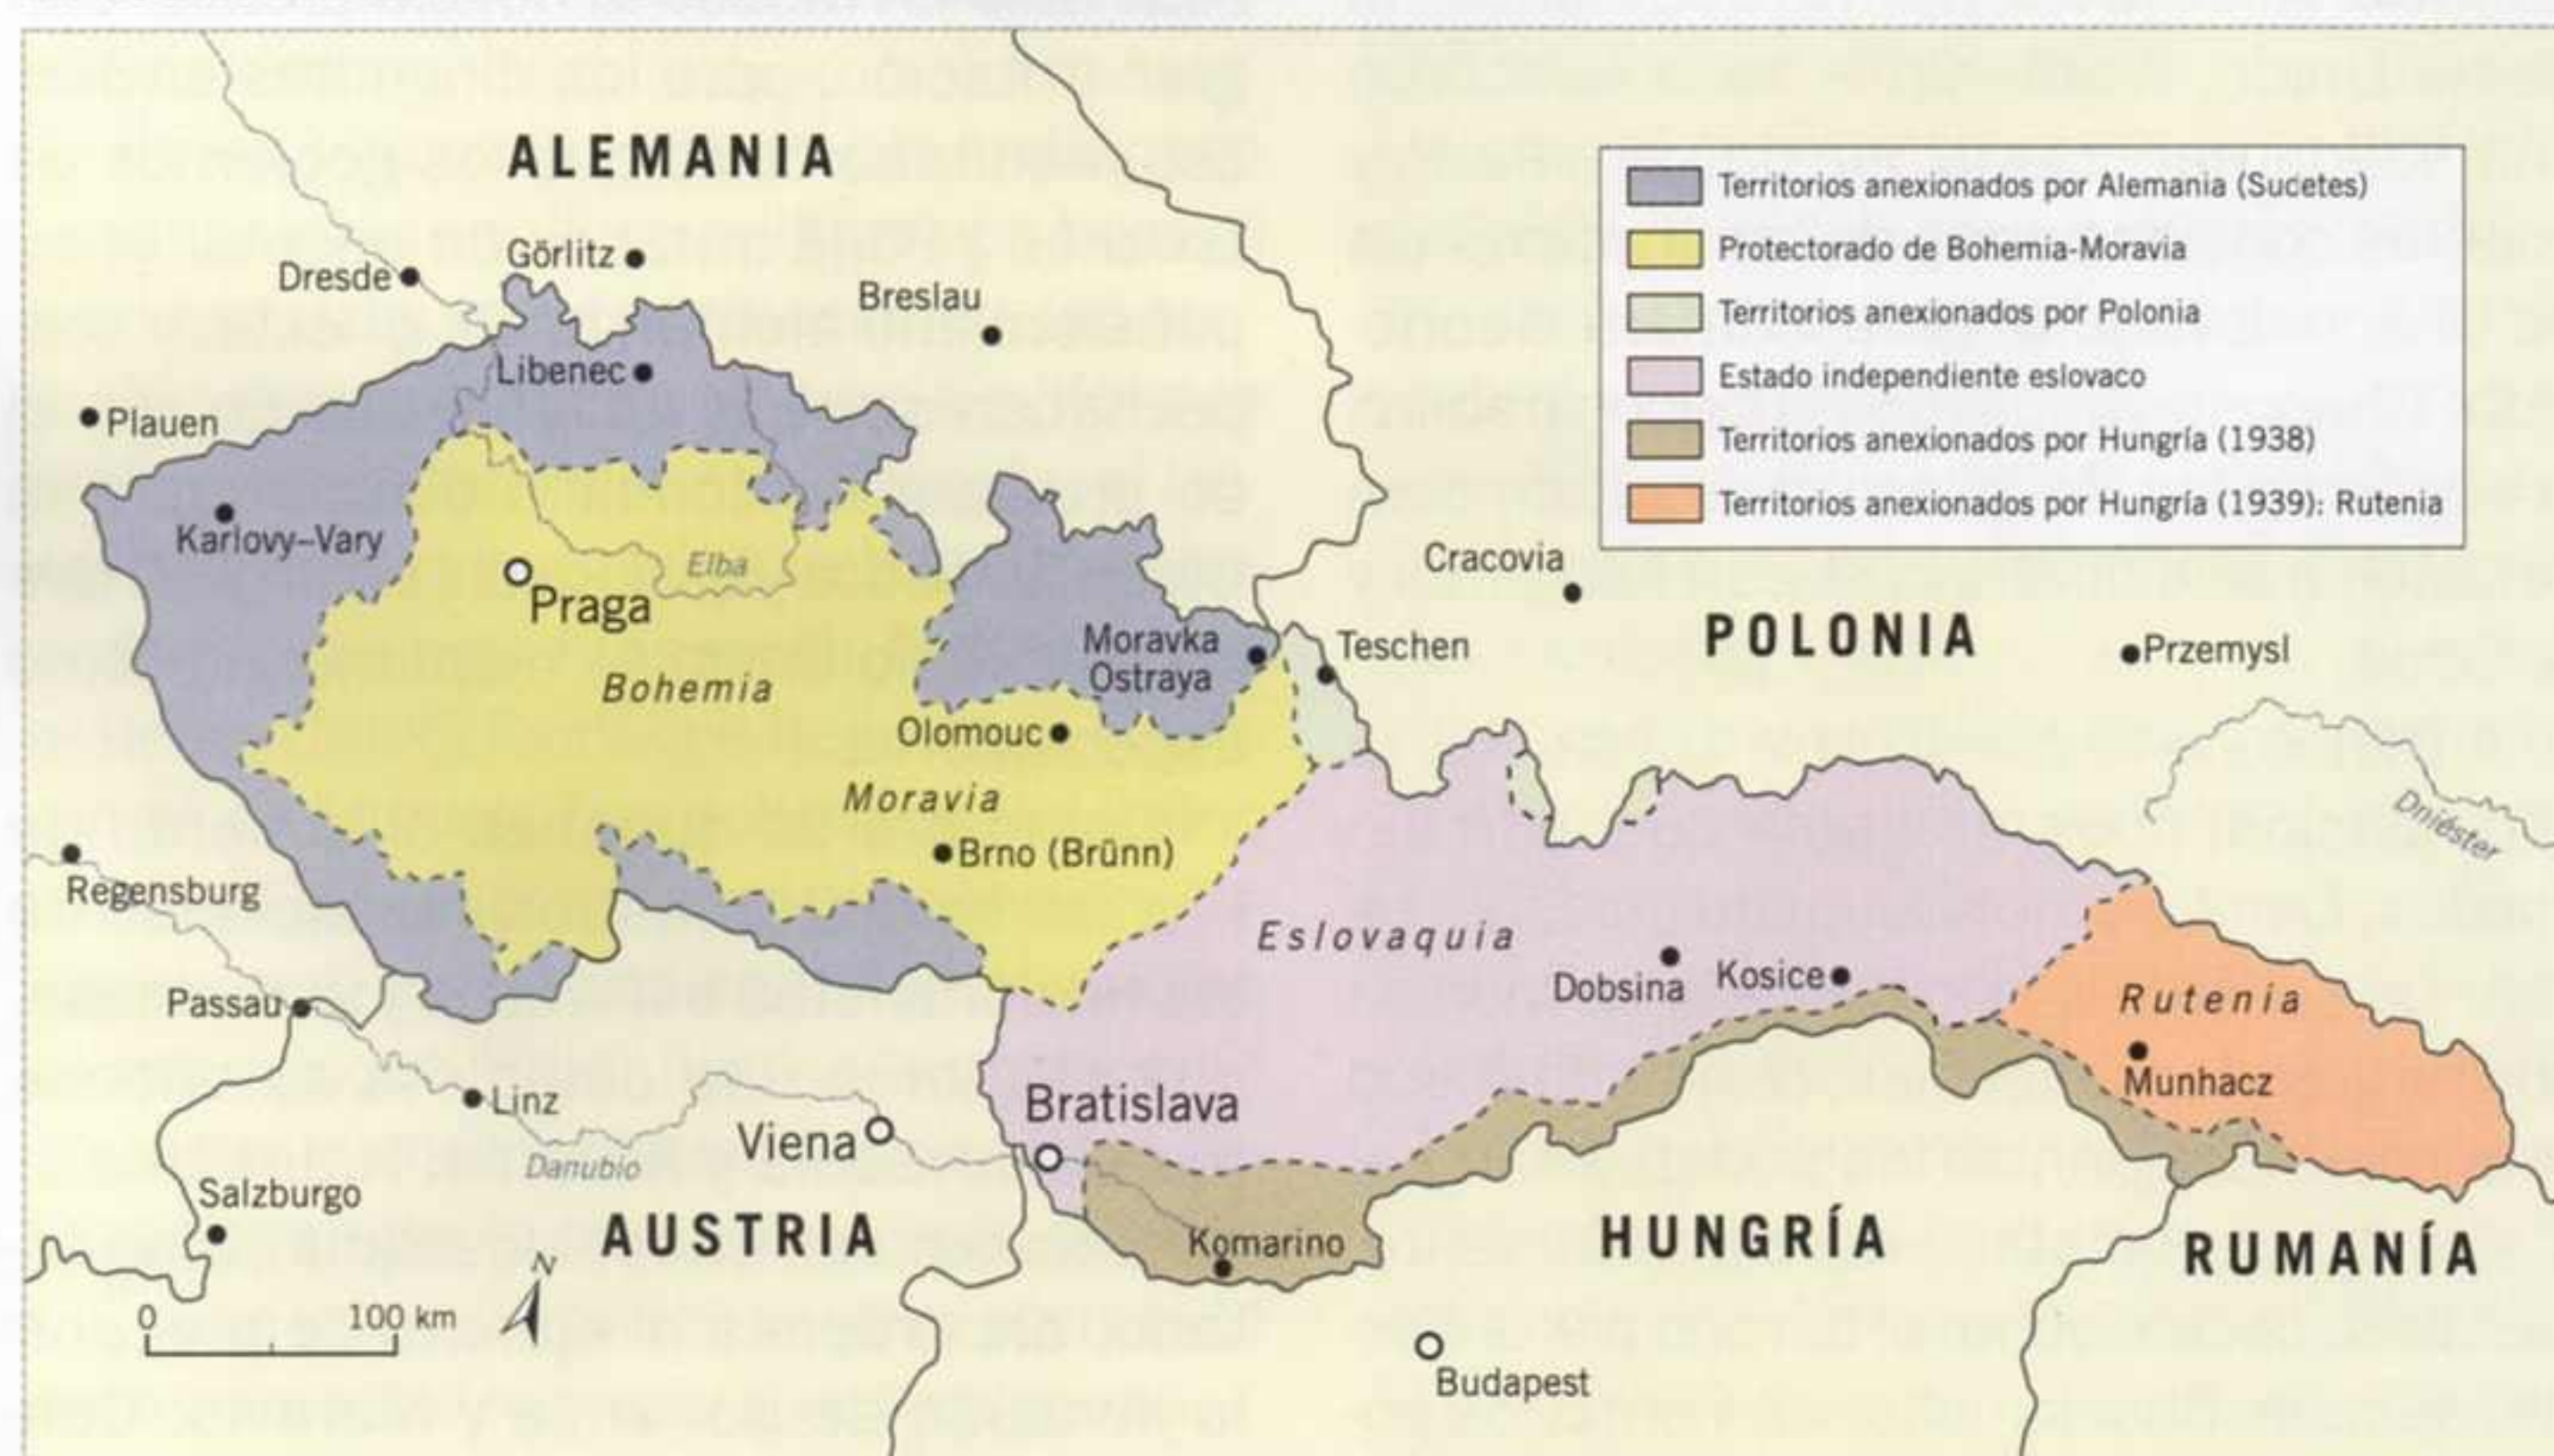 ALEMANIA
Görlitz
Dresde
Breslau
Libenec
Plauen
Karlovy-Vary
Elba
Praga
Bohemia
Moravka
Ostraya
Olomouc
Moravia
Brno (Brünn)
Regensburg
Passau
Linz
Danubio
Viena
Salzburgo
AUSTRIA
N
0 100 km
Territorios anexionados por Alemania (Sucetes)
Protectorado de Bohemia-Moravia
Territorios anexionados por Polonia
Estado independiente eslovaco
Territorios anexionados por Hungría (1938)
Territorios anexionados por Hungría (1939): Rutenia
Cracovia
POLONIA
Teschen
Przemysl
Dniéster
Eslovaquia
Dobsina
Kosice
Rutenia
Munhacz
Bratislava
Komarino
HUNGRÍA
RUMANÍA
Budapest